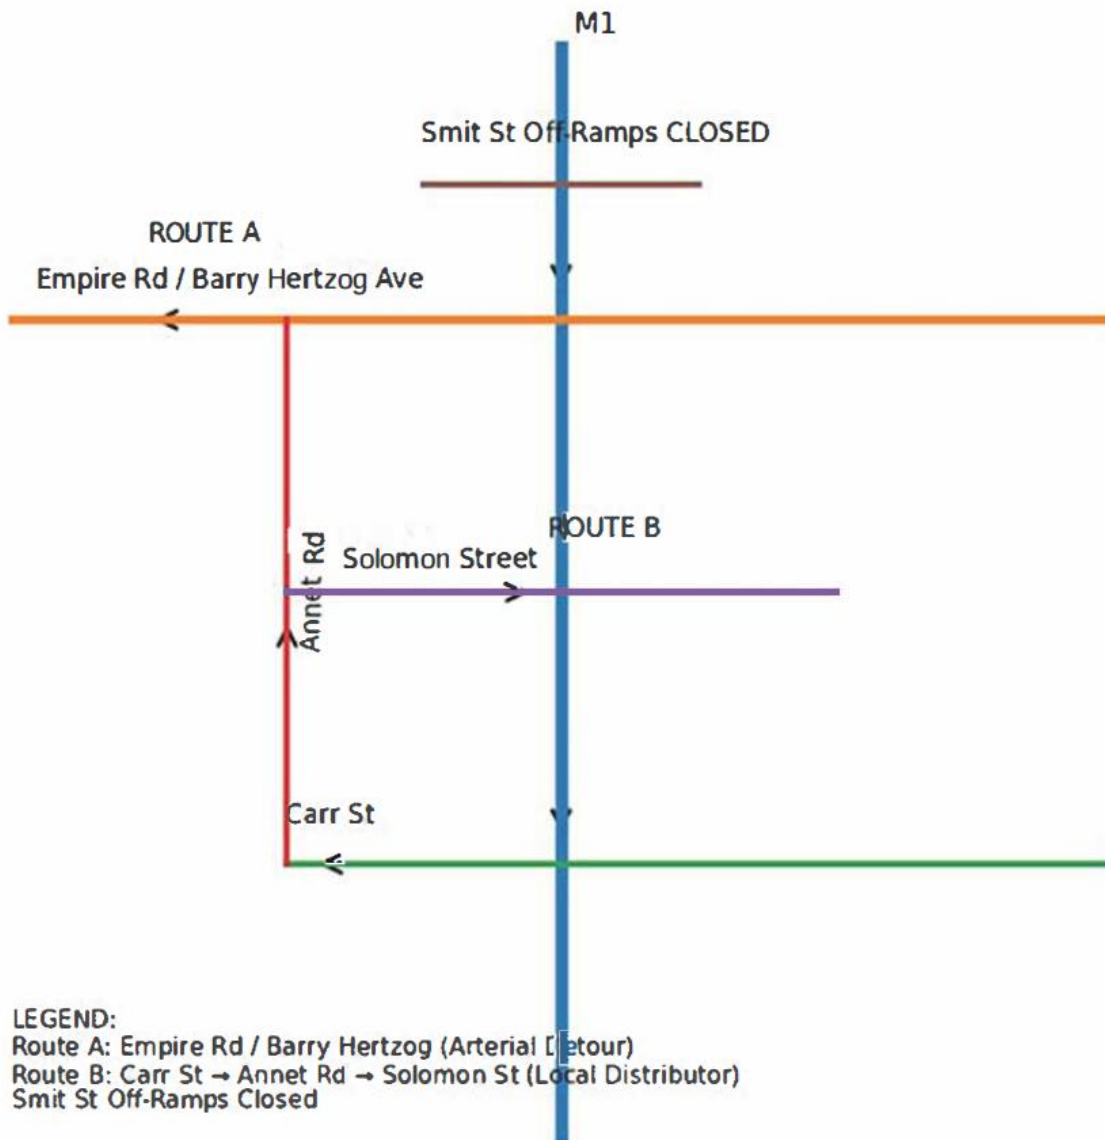 M1
Smit St Off-Ramps CLOSED
ROUTE A
Empire Rd / Barry Hertzog Ave
ROUTE B
Solomon Street
Annet Rd
Carr St
LEGEND:
Route A: Empire Rd / Barry Hertzog (Arterial Detour)
Route B: Carr St → Annet Rd → Solomon St (Local Distributor)
Smit St Off-Ramps Closed